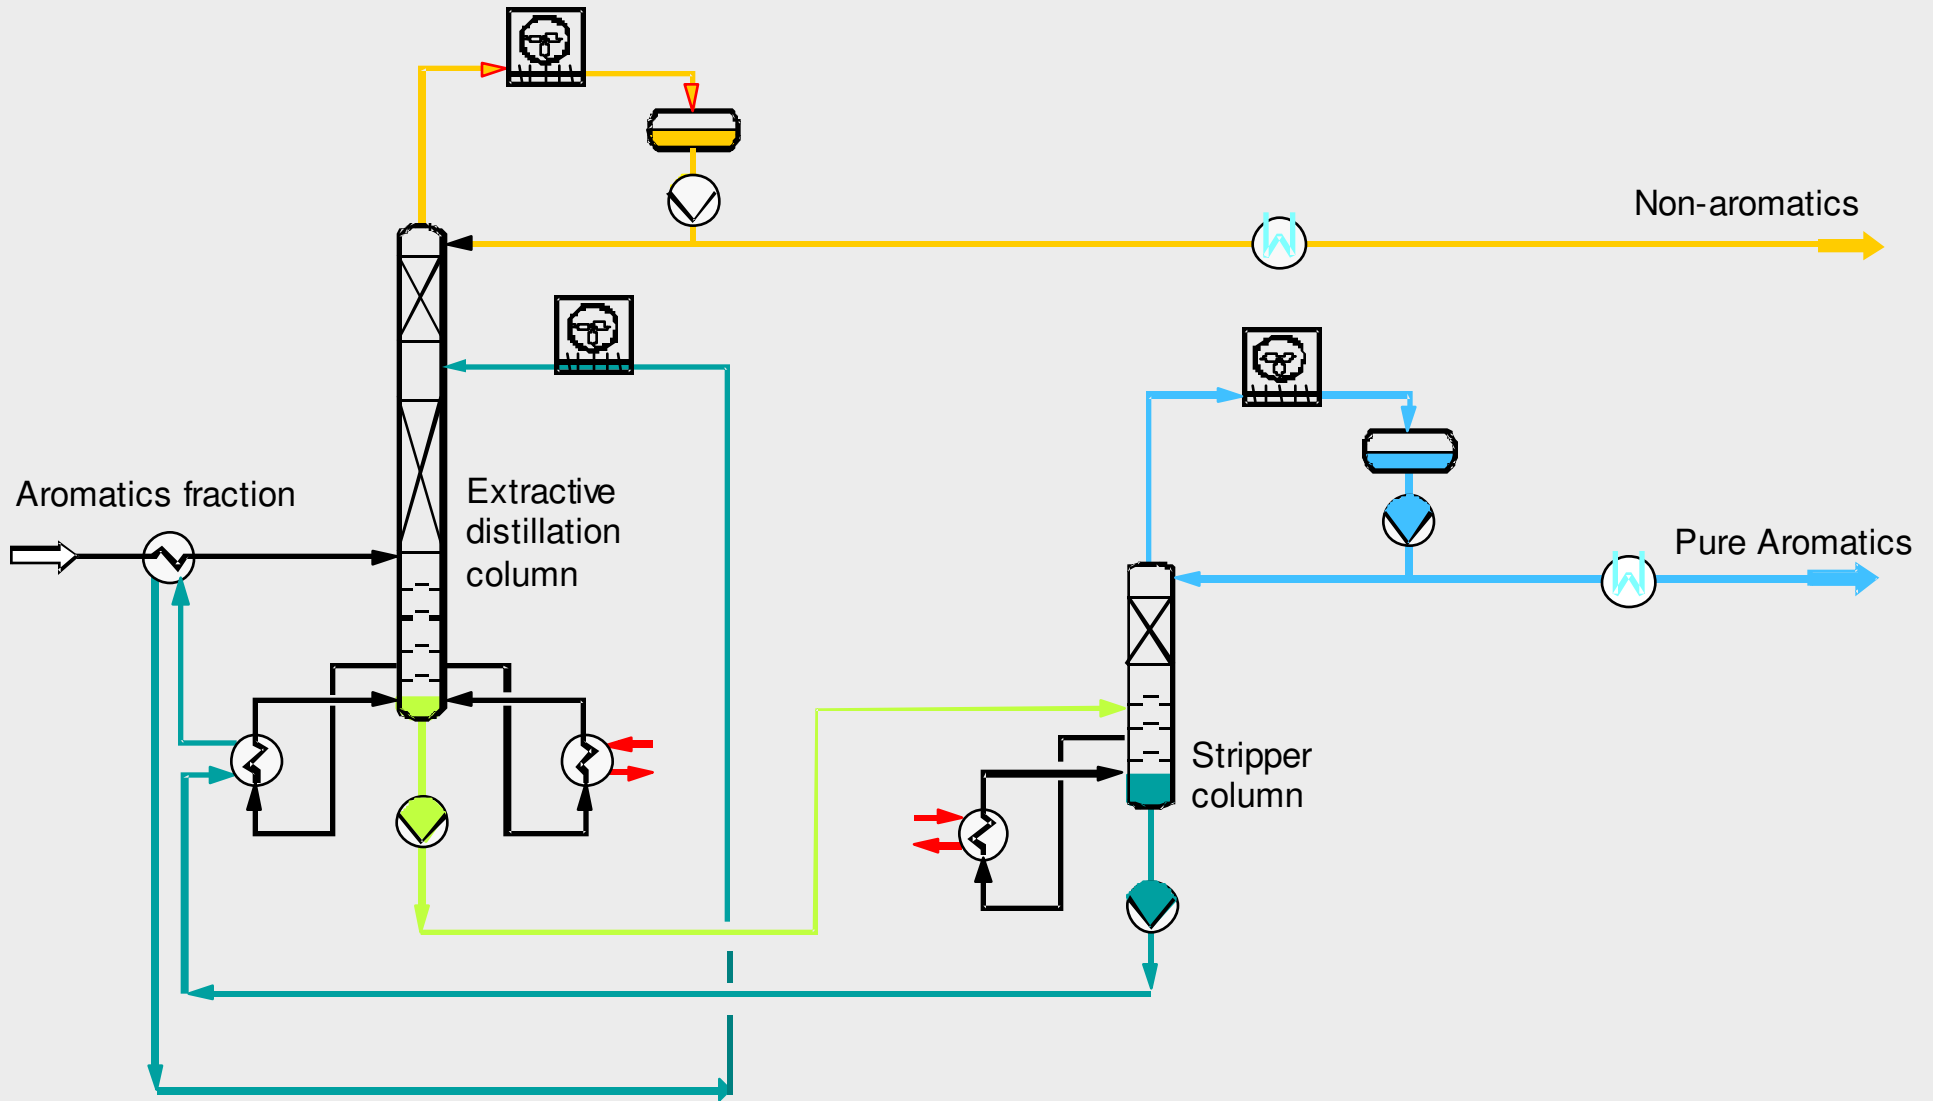 Non-aromatics
Aromatics fraction
Extractive
distillation
column
Pure Aromatics
Stripper
column